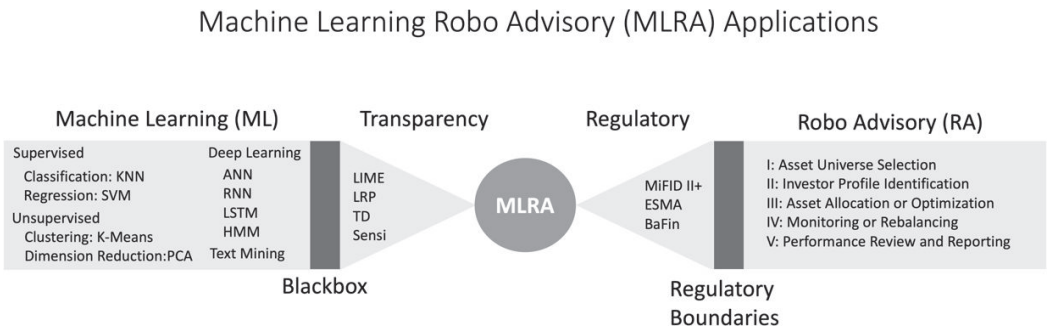 Machine Learning Robo Advisory (MLRA) Applications
Machine Learning (ML)
Supervised
Classification: KNN
Regression: SVM
Unsupervised
Clustering: K-Means
Dimension Reduction:PCA
Deep Learning
ANN
RNN
LSTM
HMM
Text Mining
Blackbox
Transparency
LIME
LRP
TD
Sensi
MLRA
Regulatory
MiFID II+
ESMA
BaFin
Regulatory
Boundaries
Robo Advisory (RA)
I: Asset Universe Selection
II: Investor Profile Identification
III: Asset Allocation or Optimization
IV: Monitoring or Rebalancing
V: Performance Review and Reporting